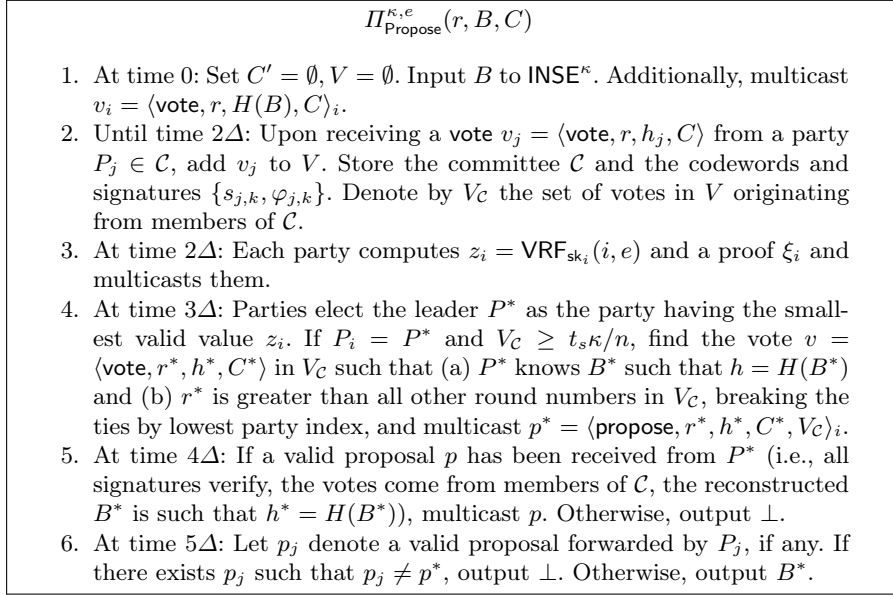 Π^{κ,e}_{Propose}(r, B, C)
1. At time 0: Set C′ = ∅, V = ∅. Input B to INSE^κ. Additionally, multicast
v_i = ⟨vote, r, H(B), C⟩_i.
2. Until time 2Δ: Upon receiving a vote v_j = ⟨vote, r, h_j, C⟩ from a party
P_j ∈ 𝒞, add v_j to V. Store the committee 𝒞 and the codewords and
signatures {s_{j,k}, φ_{j,k}}. Denote by V_𝒞 the set of votes in V originating
from members of 𝒞.
3. At time 2Δ: Each party computes z_i = VRF_{sk_i}(i, e) and a proof ξ_i and
multicasts them.
4. At time 3Δ: Parties elect the leader P* as the party having the small-
est valid value z_i. If P_i = P* and V_𝒞 ≥ t_sκ/n, find the vote v =
⟨vote, r*, h*, C*⟩ in V_𝒞 such that (a) P* knows B* such that h = H(B*)
and (b) r* is greater than all other round numbers in V_𝒞, breaking the
ties by lowest party index, and multicast p* = ⟨propose, r*, h*, C*, V_𝒞⟩_i.
5. At time 4Δ: If a valid proposal p has been received from P* (i.e., all
signatures verify, the votes come from members of 𝒞, the reconstructed
B* is such that h* = H(B*)), multicast p. Otherwise, output ⊥.
6. At time 5Δ: Let p_j denote a valid proposal forwarded by P_j, if any. If
there exists p_j such that p_j ≠ p*, output ⊥. Otherwise, output B*.